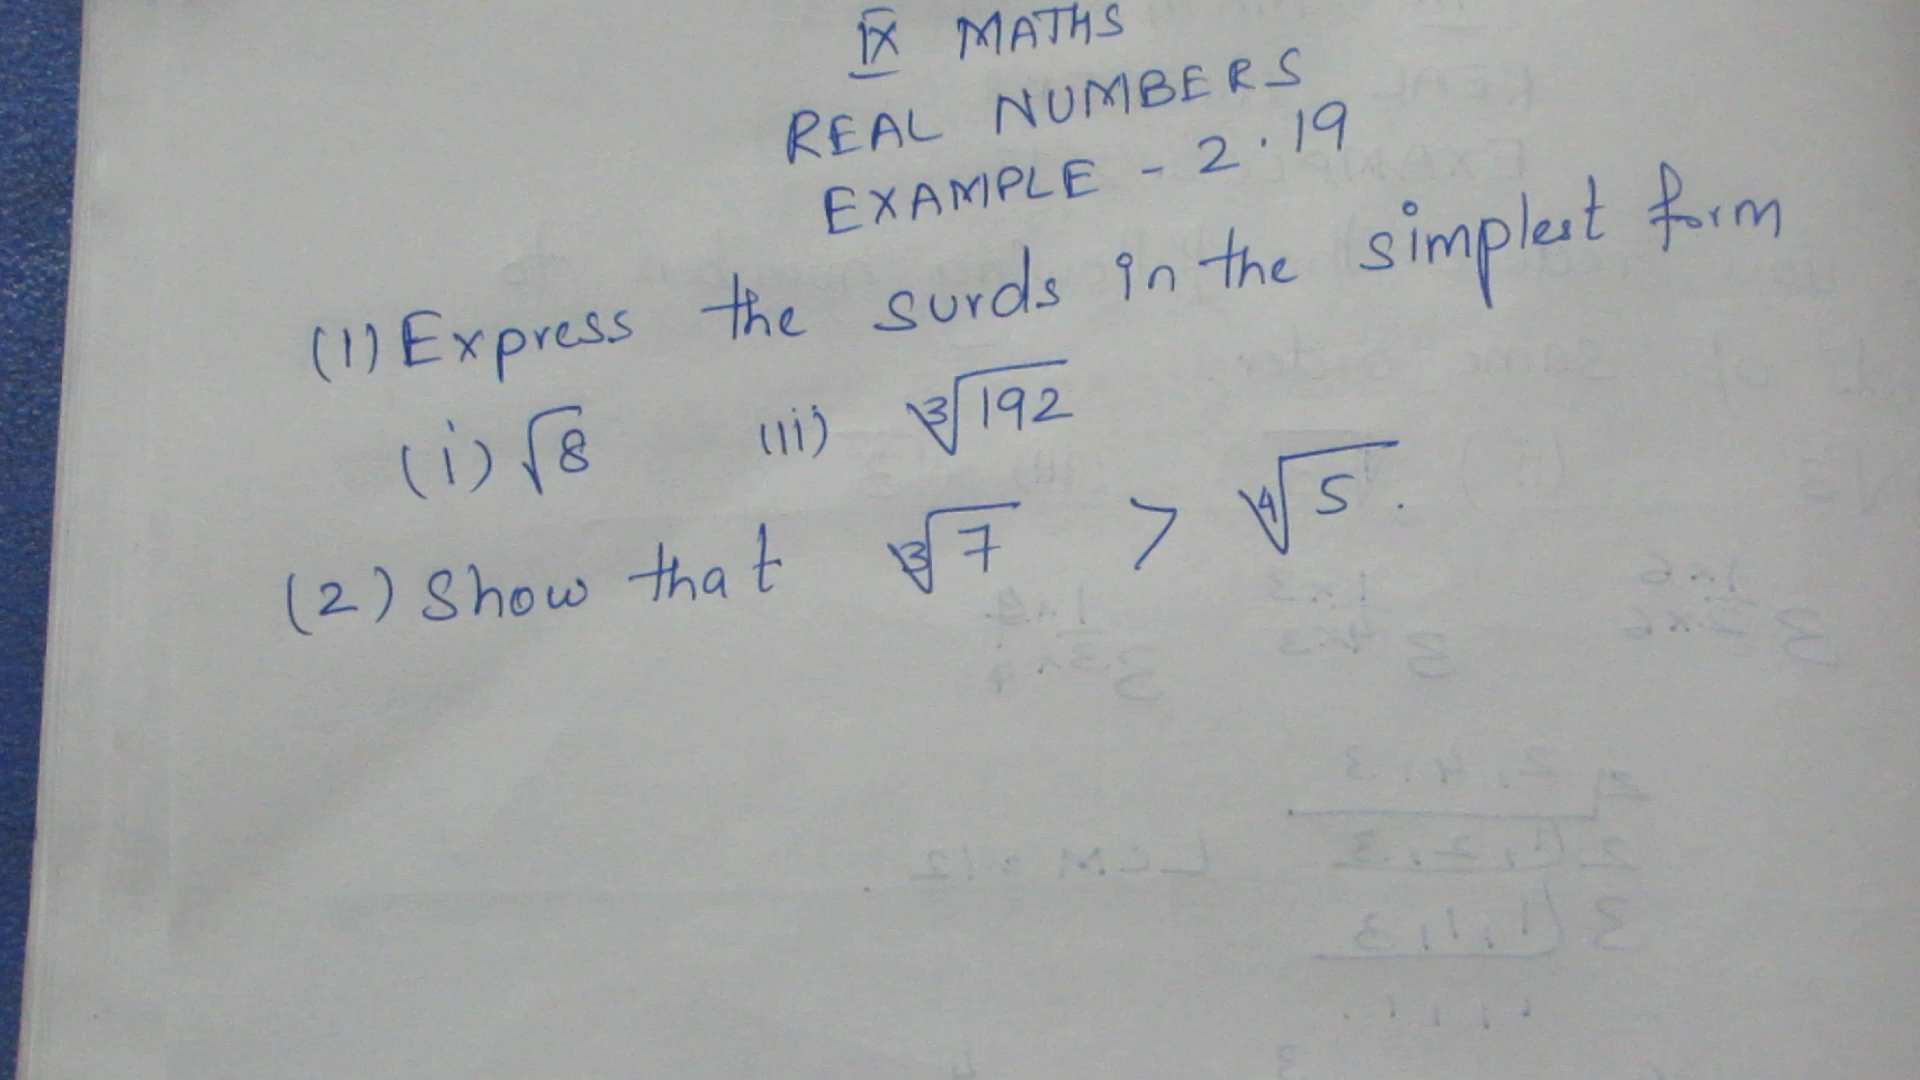 IX MATHS
REAL NUMBERS
EXAMPLE - 2.19
(1) Express the surds in the simplest form
(i) √8 (ii) ∛192
(2) Show that ∛7 > ∜5.